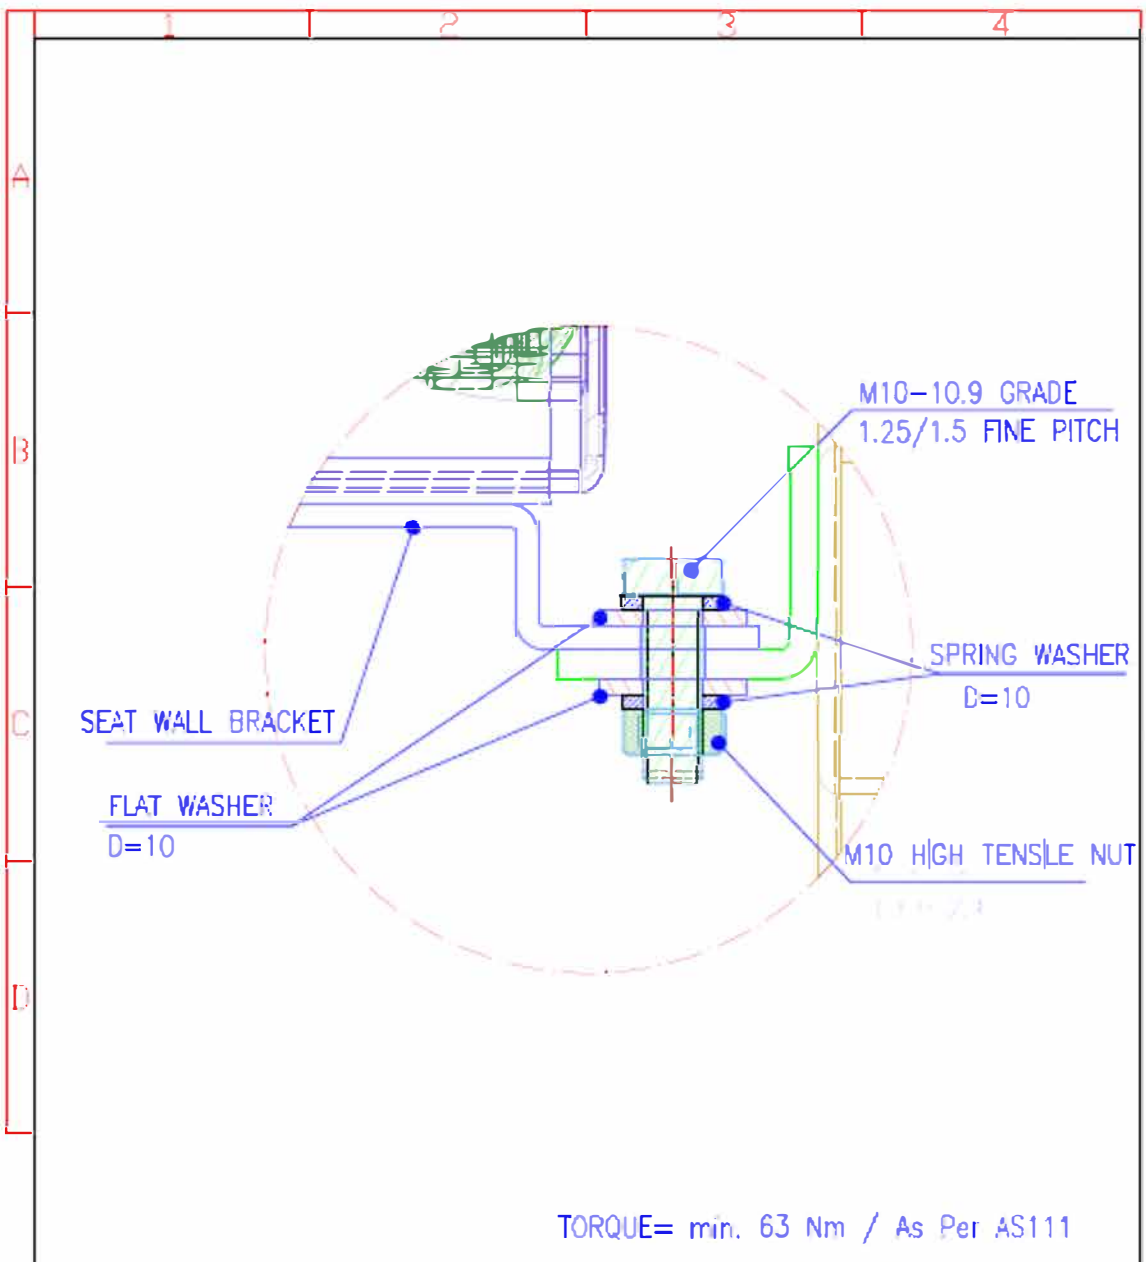 1 2 3 4
A
M10-10.9 GRADE
1.25/1.5 FINE PITCH
B
SPRING WASHER
D=10
C
SEAT WALL BRACKET
FLAT WASHER
D=10
M10 HIGH TENSILE NUT
D
TORQUE= min. 63 Nm / As Per AS111